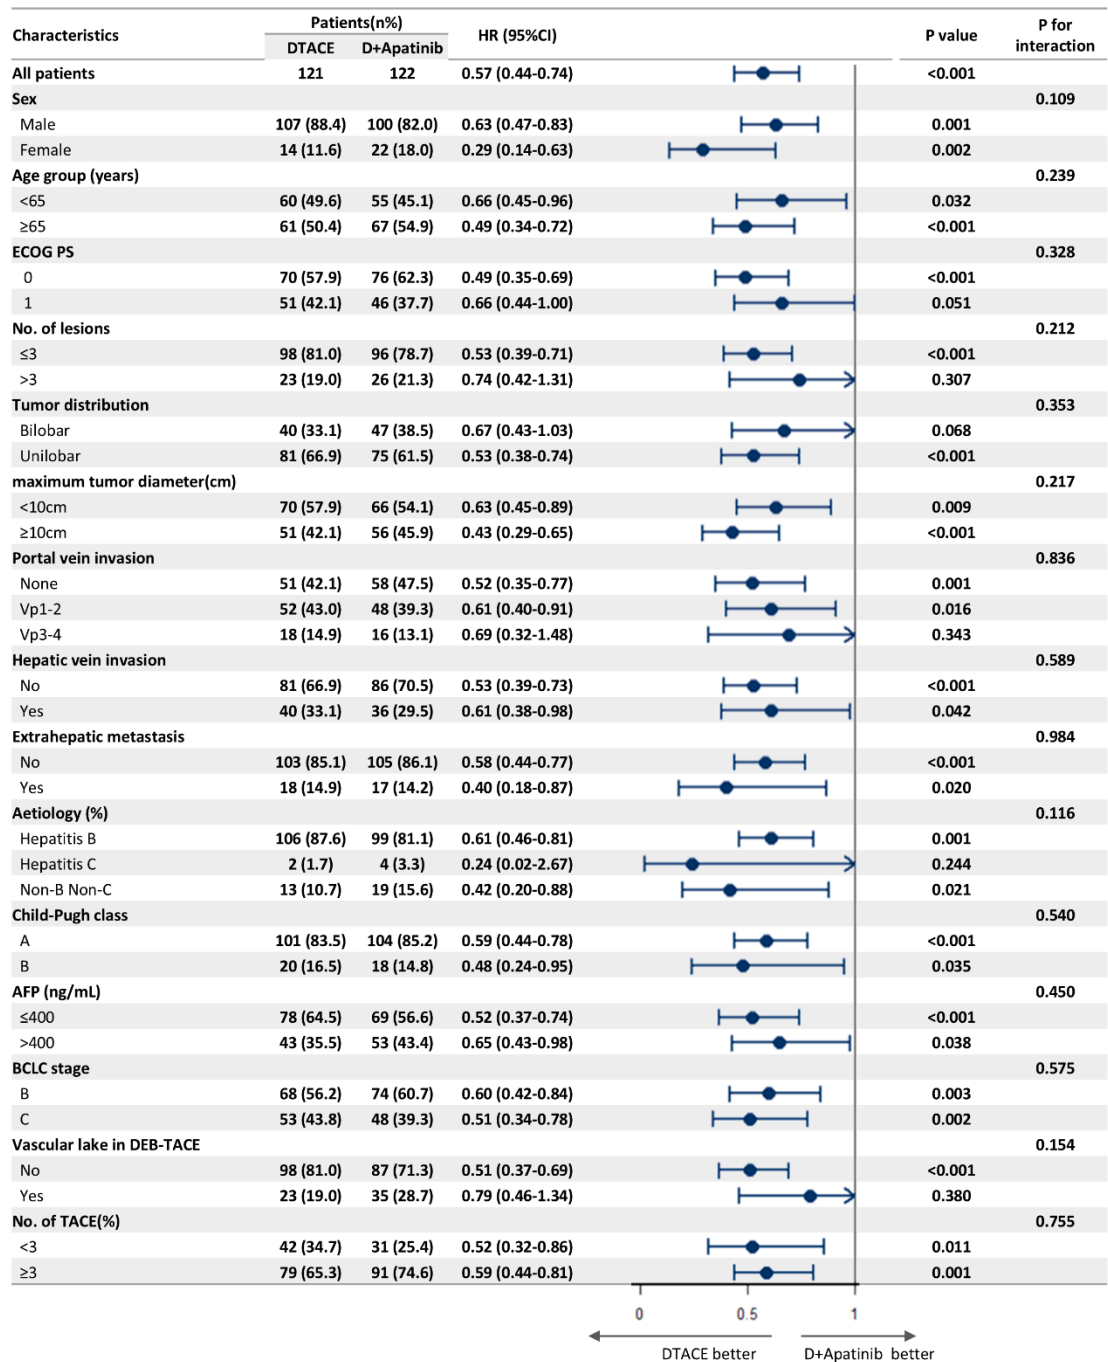 Characteristics Patients(n%) HR (95%CI) P value P for interaction
DTACE D+Apatinib
All patients 121 122 0.57 (0.44-0.74) <0.001
Sex 0.109
Male 107 (88.4) 100 (82.0) 0.63 (0.47-0.83) 0.001
Female 14 (11.6) 22 (18.0) 0.29 (0.14-0.63) 0.002
Age group (years) 0.239
<65 60 (49.6) 55 (45.1) 0.66 (0.45-0.96) 0.032
≥65 61 (50.4) 67 (54.9) 0.49 (0.34-0.72) <0.001
ECOG PS 0.328
0 70 (57.9) 76 (62.3) 0.49 (0.35-0.69) <0.001
1 51 (42.1) 46 (37.7) 0.66 (0.44-1.00) 0.051
No. of lesions 0.212
≤3 98 (81.0) 96 (78.7) 0.53 (0.39-0.71) <0.001
>3 23 (19.0) 26 (21.3) 0.74 (0.42-1.31) 0.307
Tumor distribution 0.353
Bilobar 40 (33.1) 47 (38.5) 0.67 (0.43-1.03) 0.068
Unilobar 81 (66.9) 75 (61.5) 0.53 (0.38-0.74) <0.001
maximum tumor diameter(cm) 0.217
<10cm 70 (57.9) 66 (54.1) 0.63 (0.45-0.89) 0.009
≥10cm 51 (42.1) 56 (45.9) 0.43 (0.29-0.65) <0.001
Portal vein invasion 0.836
None 51 (42.1) 58 (47.5) 0.52 (0.35-0.77) 0.001
Vp1-2 52 (43.0) 48 (39.3) 0.61 (0.40-0.91) 0.016
Vp3-4 18 (14.9) 16 (13.1) 0.69 (0.32-1.48) 0.343
Hepatic vein invasion 0.589
No 81 (66.9) 86 (70.5) 0.53 (0.39-0.73) <0.001
Yes 40 (33.1) 36 (29.5) 0.61 (0.38-0.98) 0.042
Extrahepatic metastasis 0.984
No 103 (85.1) 105 (86.1) 0.58 (0.44-0.77) <0.001
Yes 18 (14.9) 17 (14.2) 0.40 (0.18-0.87) 0.020
Aetiology (%) 0.116
Hepatitis B 106 (87.6) 99 (81.1) 0.61 (0.46-0.81) 0.001
Hepatitis C 2 (1.7) 4 (3.3) 0.24 (0.02-2.67) 0.244
Non-B Non-C 13 (10.7) 19 (15.6) 0.42 (0.20-0.88) 0.021
Child-Pugh class 0.540
A 101 (83.5) 104 (85.2) 0.59 (0.44-0.78) <0.001
B 20 (16.5) 18 (14.8) 0.48 (0.24-0.95) 0.035
AFP (ng/mL) 0.450
≤400 78 (64.5) 69 (56.6) 0.52 (0.37-0.74) <0.001
>400 43 (35.5) 53 (43.4) 0.65 (0.43-0.98) 0.038
BCLC stage 0.575
B 68 (56.2) 74 (60.7) 0.60 (0.42-0.84) 0.003
C 53 (43.8) 48 (39.3) 0.51 (0.34-0.78) 0.002
Vascular lake in DEB-TACE 0.154
No 98 (81.0) 87 (71.3) 0.51 (0.37-0.69) <0.001
Yes 23 (19.0) 35 (28.7) 0.79 (0.46-1.34) 0.380
No. of TACE(%) 0.755
<3 42 (34.7) 31 (25.4) 0.52 (0.32-0.86) 0.011
≥3 79 (65.3) 91 (74.6) 0.59 (0.44-0.81) 0.001
0 0.5 1
DTACE better D+Apatinib better